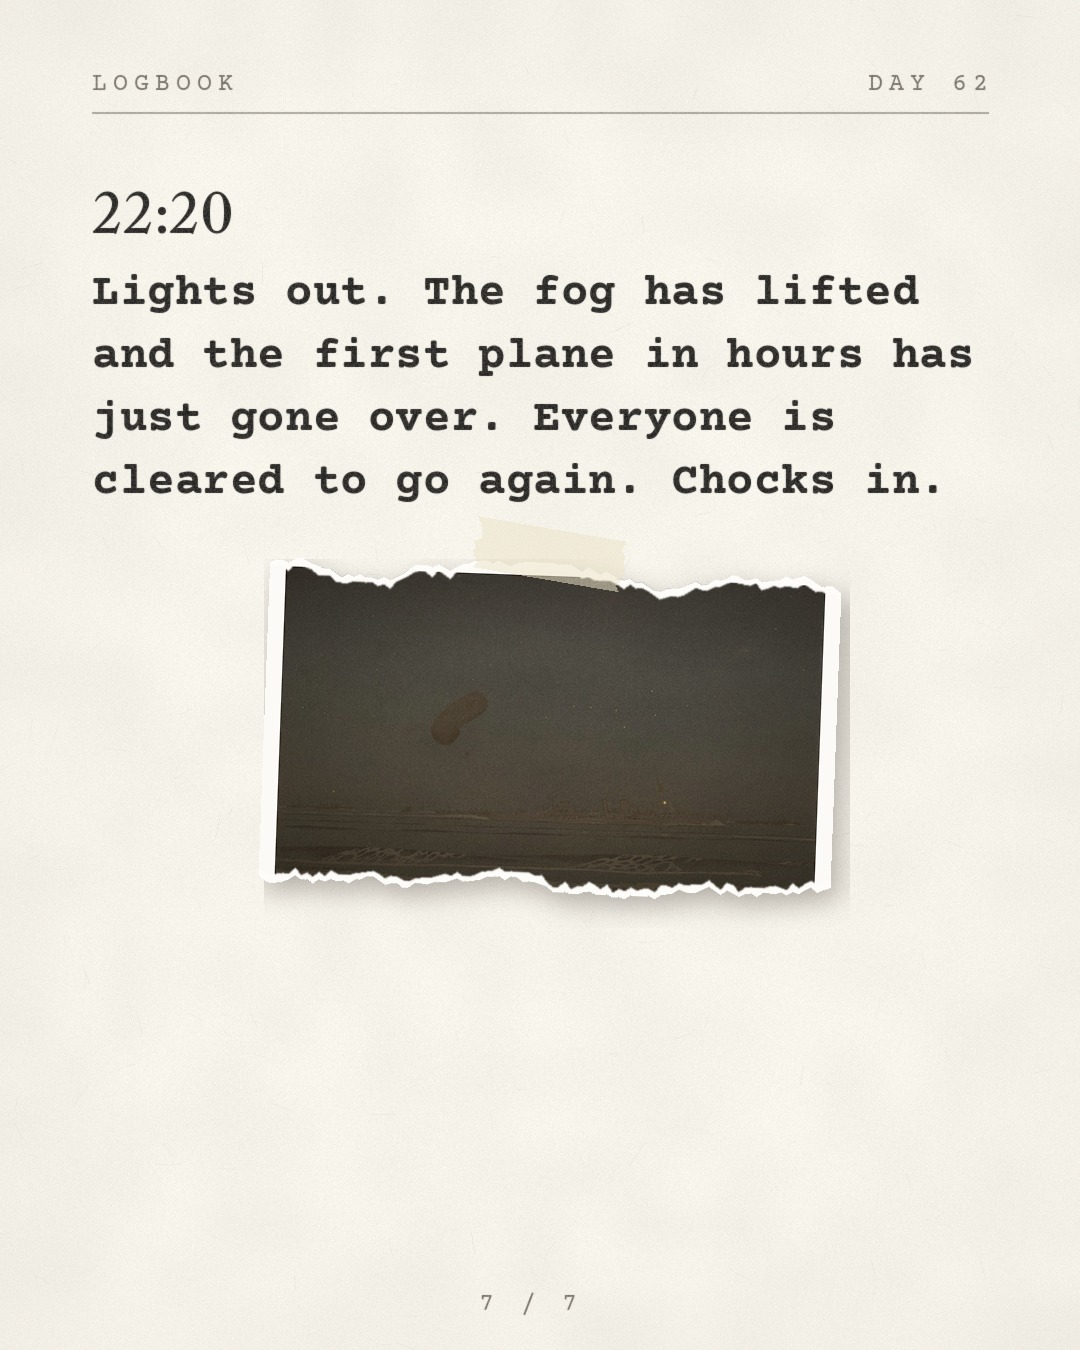 LOGBOOK DAY 62
22:20
Lights out. The fog has lifted
and the first plane in hours has
just gone over. Everyone is
cleared to go again. Chocks in.
7 / 7